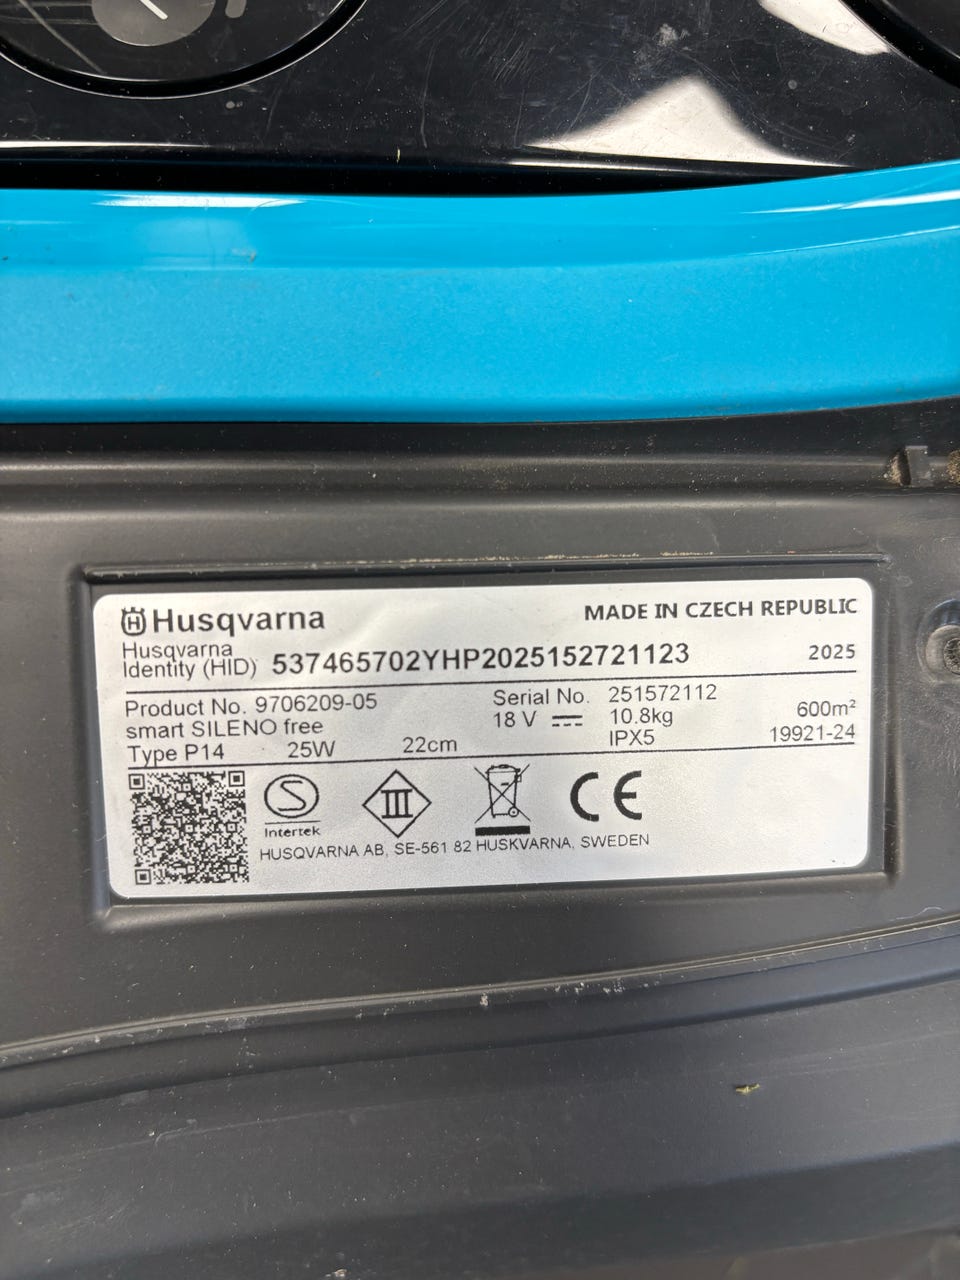 Husqvarna
MADE IN CZECH REPUBLIC
Husqvarna
Identity (HID) 537465702YHP2025152721123
2025
Product No. 9706209-05
Serial No. 251572112
smart SILENO free
18 V 10.8kg
600m²
Type P14 25W 22cm
IPX5
19921-24
S
Intertek
III
CE
HUSQVARNA AB, SE-561 82 HUSKVARNA, SWEDEN